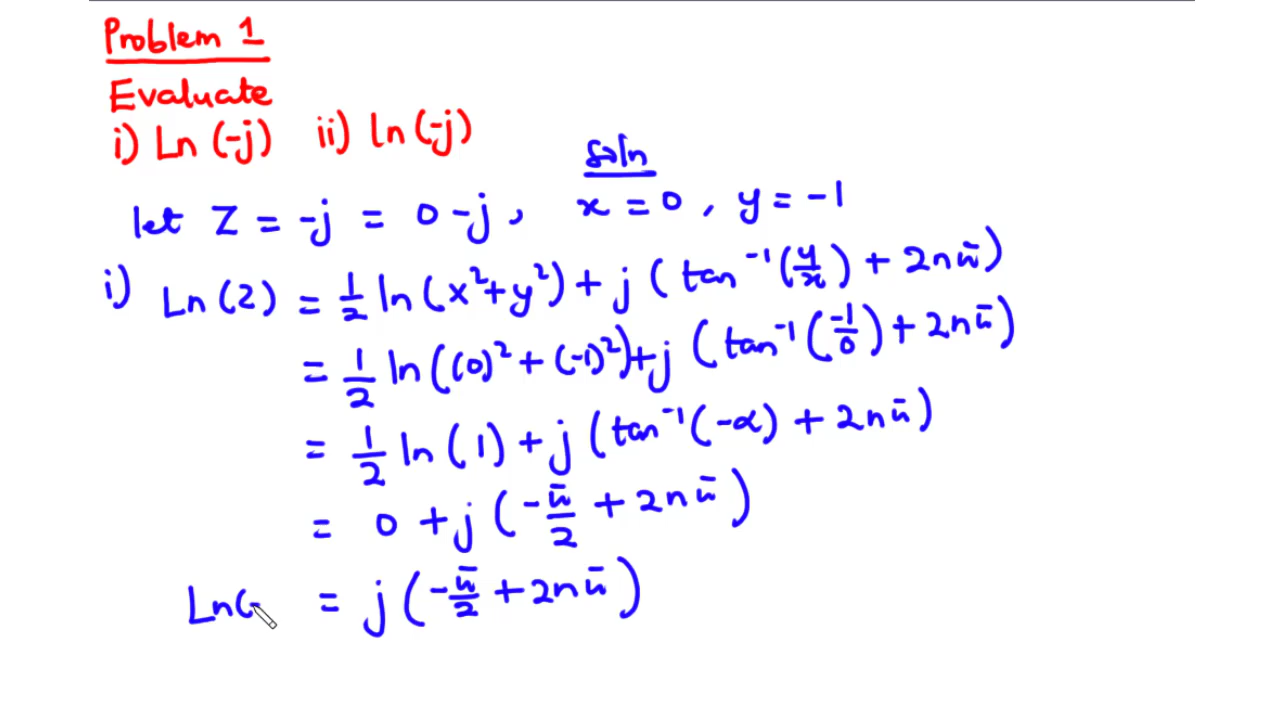 Problem 1
Evaluate
i) Ln (-j) ii) ln (-j)
soln
let Z = -j = 0 -j, x = 0, y = -1
i) Ln (Z) = 1/2 ln (x²+y²) + j (tan⁻¹(y/x) + 2nπ)
= 1/2 ln ((0)² + (-1)²) + j (tan⁻¹(-1/0) + 2nπ)
= 1/2 ln (1) + j (tan⁻¹(-∝) + 2nπ)
= 0 + j (-π/2 + 2nπ)
Ln( = j (-π/2 + 2nπ)